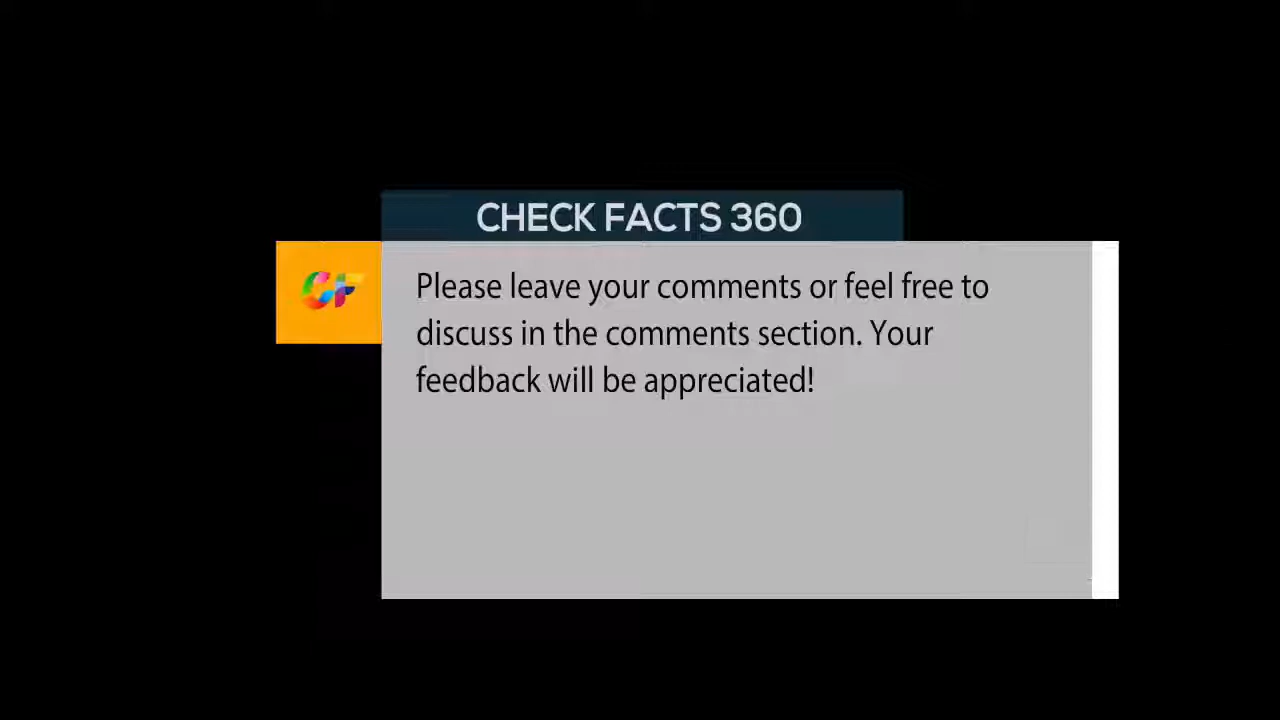 CHECK FACTS 360
CF
Please leave your comments or feel free to
discuss in the comments section. Your
feedback will be appreciated!